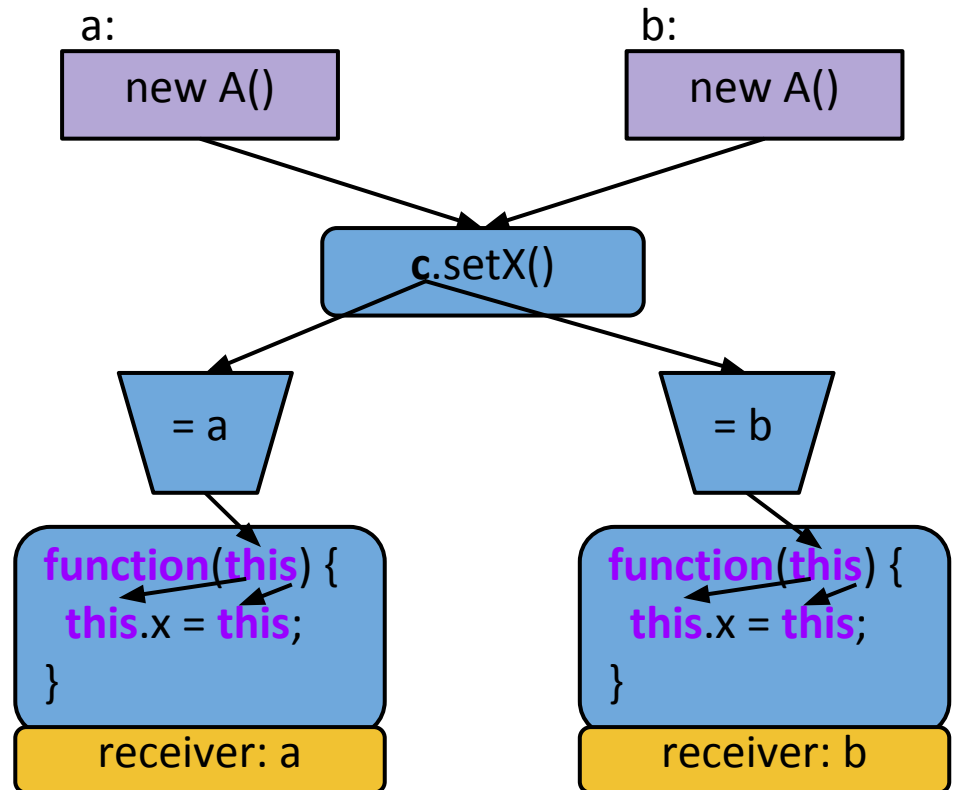 a:
b:
new A()
new A()
c.setX()
= a
= b
function(this) {
this.x = this;
}
receiver: a
function(this) {
this.x = this;
}
receiver: b